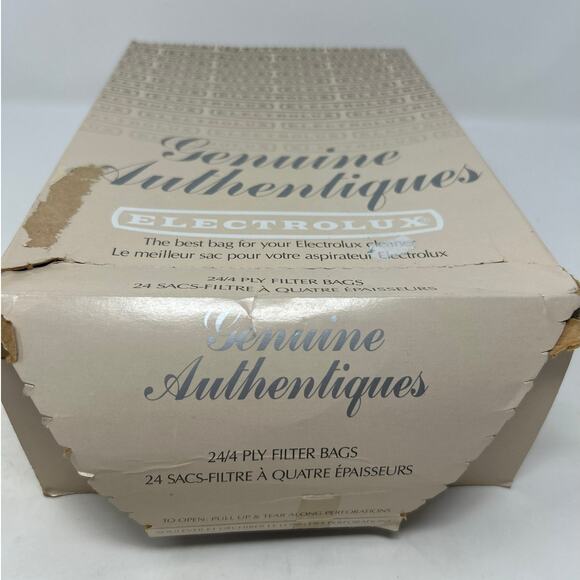 Genuine
Authentiques
ELECTROLUX
The best bag for your Electrolux cleaner
Le meilleur sac pour votre aspirateur Electrolux
24/4 PLY FILTER BAGS
24 SACS-FILTRE À QUATRE ÉPAISSEURS
Genuine
Authentiques
24/4 PLY FILTER BAGS
24 SACS-FILTRE À QUATRE ÉPAISSEURS
TO OPEN: PULL UP & TEAR ALONG PERFORATIONS